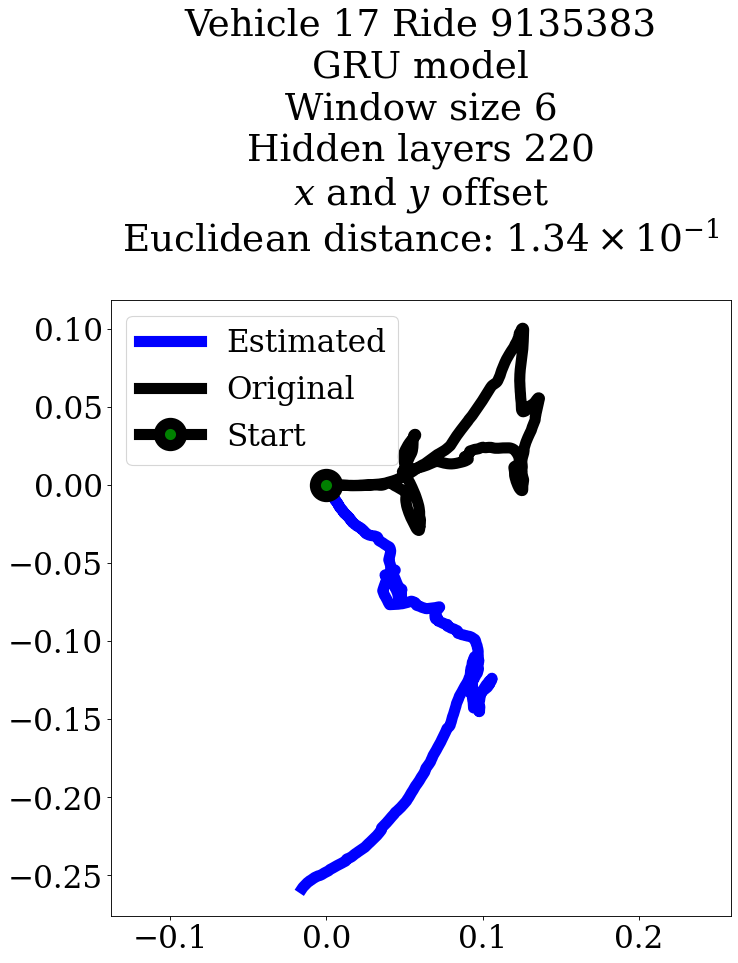 Vehicle 17 Ride 9135383
GRU model
Window size 6
Hidden layers 220
x and y offset
Euclidean distance: 1.34 × 10⁻¹
Estimated
Original
Start
0.10
0.05
0.00
−0.05
−0.10
−0.15
−0.20
−0.25
−0.1 0.0 0.1 0.2